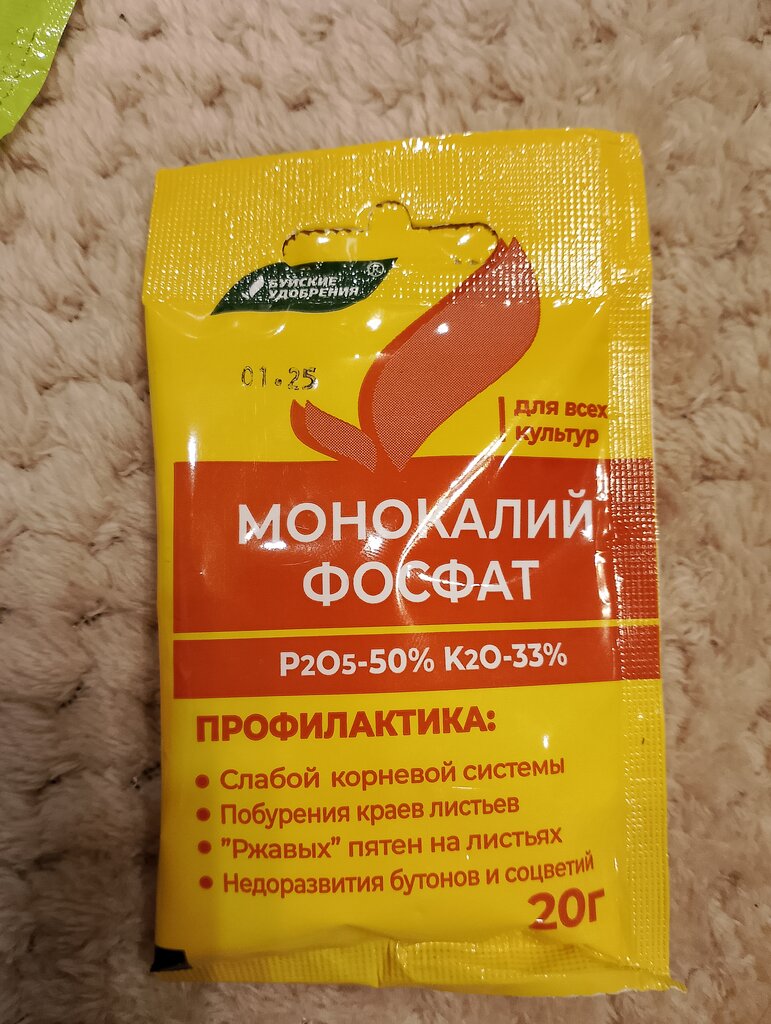 БУЙСКИЕ
УДОБРЕНИЯ ®
01.25
для всех
культур
МОНОКАЛИЙ
ФОСФАТ
P2O5-50% K2O-33%
ПРОФИЛАКТИКА:
• Слабой корневой системы
• Побурения краев листьев
• "Ржавых" пятен на листьях
• Недоразвития бутонов и соцветий
20г